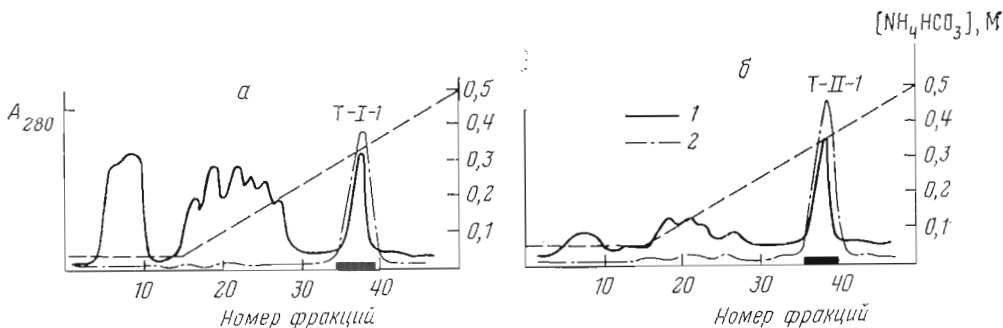 [NH₄HCO₃], М
а
A₂₈₀
Т-I-1
0,5
0,4
0,3
0,2
0,1
10 20 30 40
Номер фракций
б
Т-II-1
1
2
0,5
0,4
0,3
0,2
0,1
10 20 30 40
Номер фракций